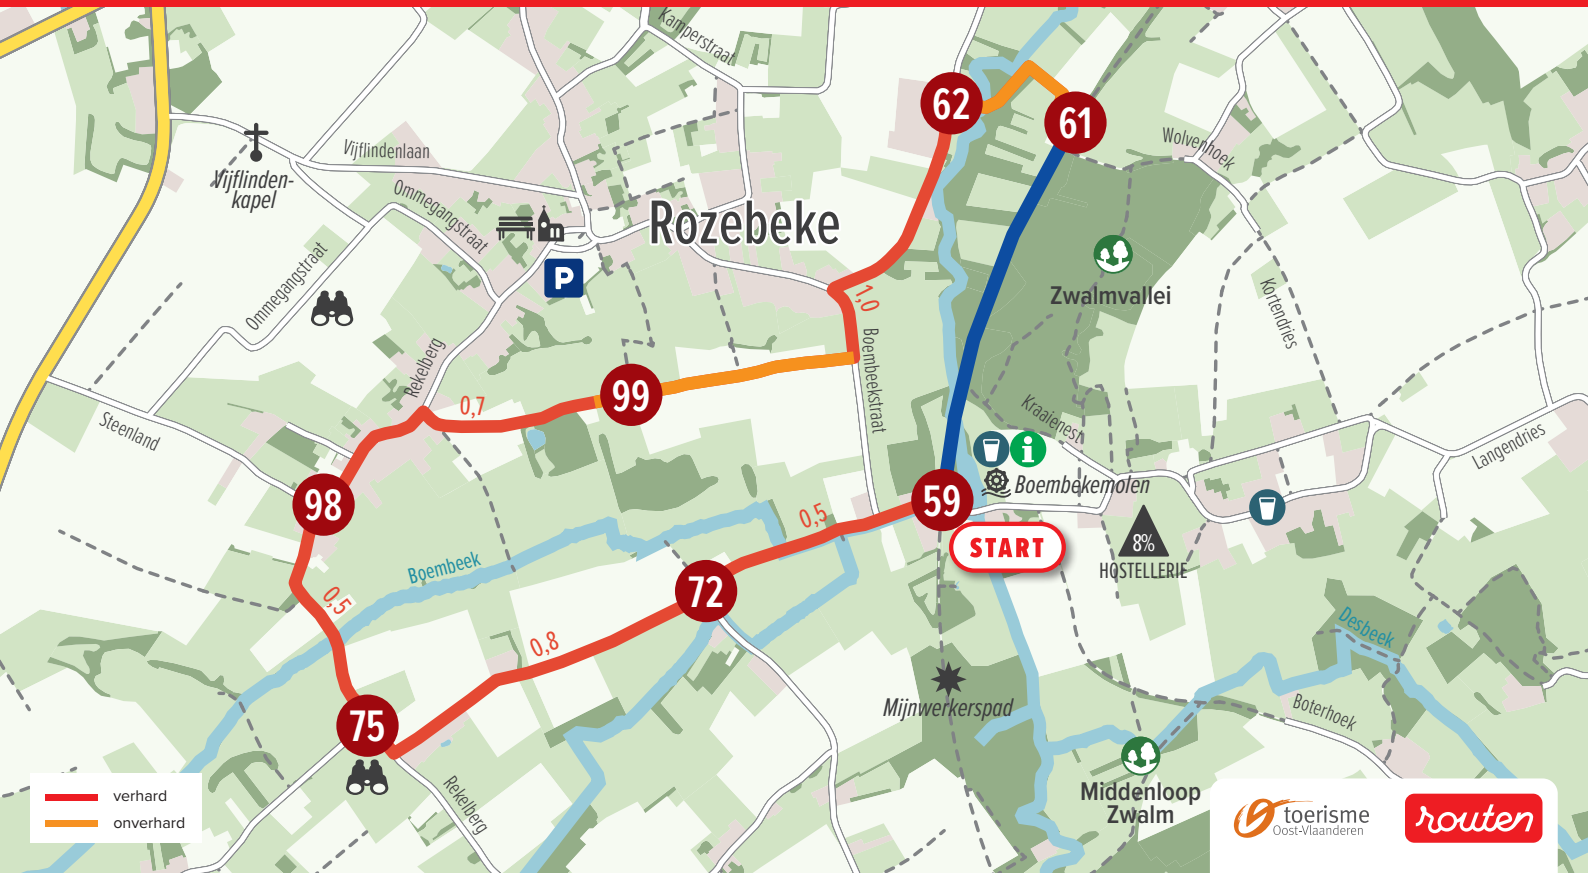 Kamperstraat
62
61
Wolvenhoek
Vijflindenlaan
Vijflinden-
kapel
Ommegangstraat
Rozebeke
Ommegangstraat
P
Zwalmvallei
Kortendries
1,0
Boembeekstraat
Rekelberg
0,7
99
Kraaienest
Steenland
Langendries
i
Boembekemolen
98
59
0,5
START
8%
HOSTELLERIE
Boembeek
72
0,5
0,8
Desbeek
Mijnwerkerspad
Boterhoek
75
Rekelberg
Middenloop
Zwalm
verhard
onverhard
toerisme
Oost-Vlaanderen
routen